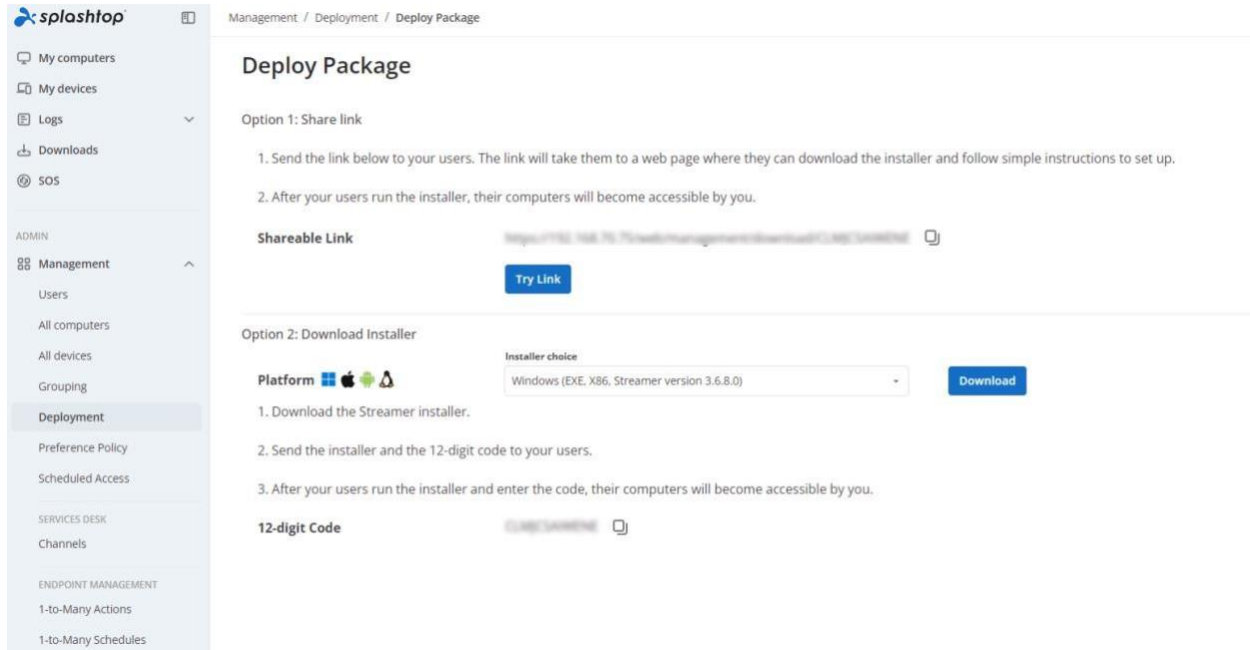 splashtop
Management / Deployment / Deploy Package
My computers
My devices
Logs
Downloads
SOS
ADMIN
Management
Users
All computers
All devices
Grouping
Deployment
Preference Policy
Scheduled Access
SERVICES DESK
Channels
ENDPOINT MANAGEMENT
1-to-Many Actions
1-to-Many Schedules
Deploy Package
Option 1: Share link
1. Send the link below to your users. The link will take them to a web page where they can download the installer and follow simple instructions to set up.
2. After your users run the installer, their computers will become accessible by you.
Shareable Link
Try Link
Option 2: Download Installer
Installer choice
Platform
Windows (EXE, X86, Streamer version 3.6.8.0)
Download
1. Download the Streamer installer.
2. Send the installer and the 12-digit code to your users.
3. After your users run the installer and enter the code, their computers will become accessible by you.
12-digit Code